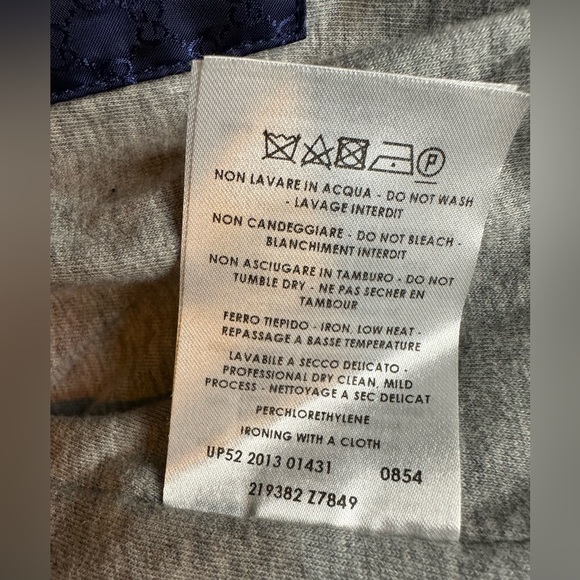 P
NON LAVARE IN ACQUA - DO NOT WASH
- LAVAGE INTERDIT
NON CANDEGGIARE - DO NOT BLEACH -
BLANCHIMENT INTERDIT
NON ASCIUGARE IN TAMBURO - DO NOT
TUMBLE DRY - NE PAS SECHER EN
TAMBOUR
FERRO TIEPIDO - IRON, LOW HEAT -
REPASSAGE A BASSE TEMPERATURE
LAVABILE A SECCO DELICATO -
PROFESSIONAL DRY CLEAN, MILD
PROCESS - NETTOYAGE A SEC DELICAT
PERCHLORETHYLENE
IRONING WITH A CLOTH
UP52 2013 01431 0854
219382 Z7849